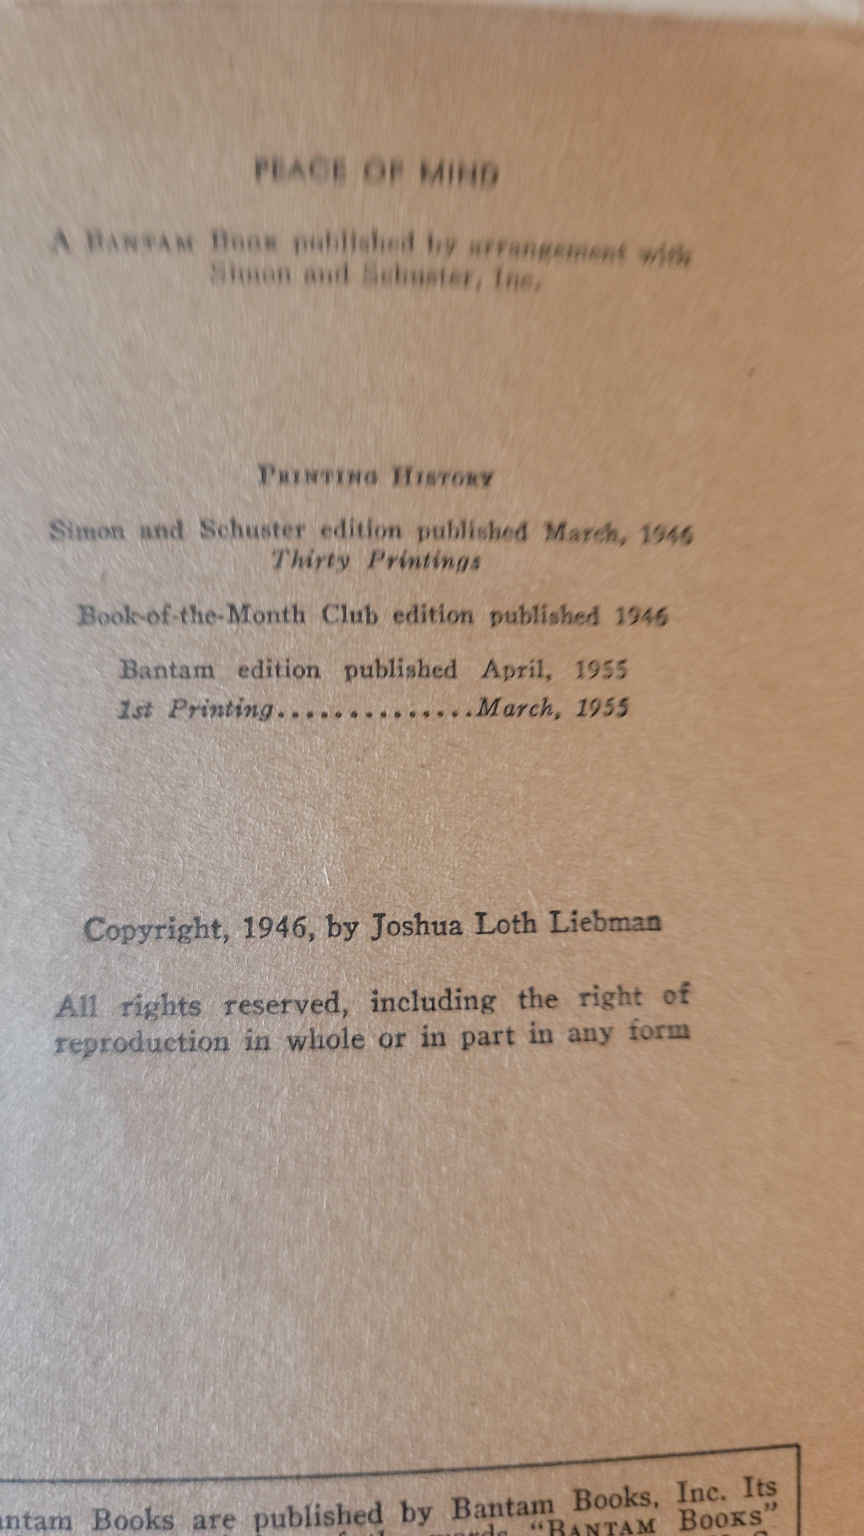 PEACE OF MIND
A BANTAM BOOK published by arrangement with
Simon and Schuster, Inc.
PRINTING HISTORY
Simon and Schuster edition published March, 1946
Thirty Printings
Book-of-the-Month Club edition published 1946
Bantam edition published April, 1955
1st Printing..............March, 1955
Copyright, 1946, by Joshua Loth Liebman
All rights reserved, including the right of
reproduction in whole or in part in any form
antam Books are published by Bantam Books, Inc. Its
words "BANTAM BOOKS"